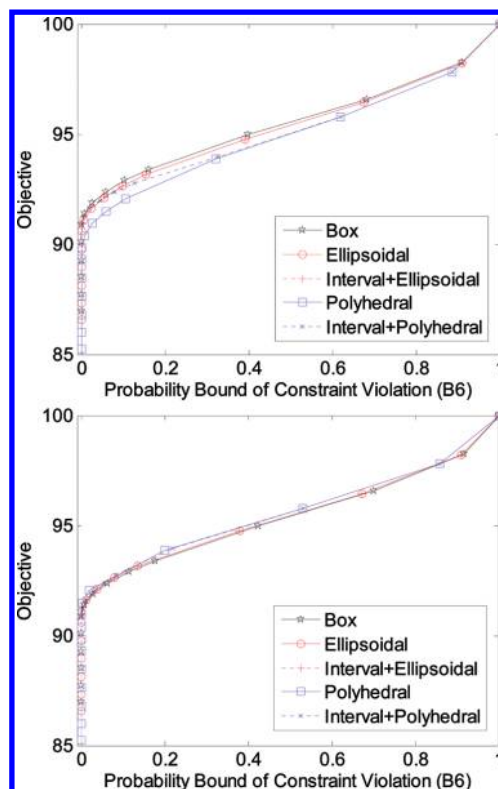 100
95
90
85
Objective
Box
Ellipsoidal
Interval+Ellipsoidal
Polyhedral
Interval+Polyhedral
0 0.2 0.4 0.6 0.8 1
Probability Bound of Constraint Violation (B6)
100
95
90
85
Objective
Box
Ellipsoidal
Interval+Ellipsoidal
Polyhedral
Interval+Polyhedral
0 0.2 0.4 0.6 0.8 1
Probability Bound of Constraint Violation (B6)